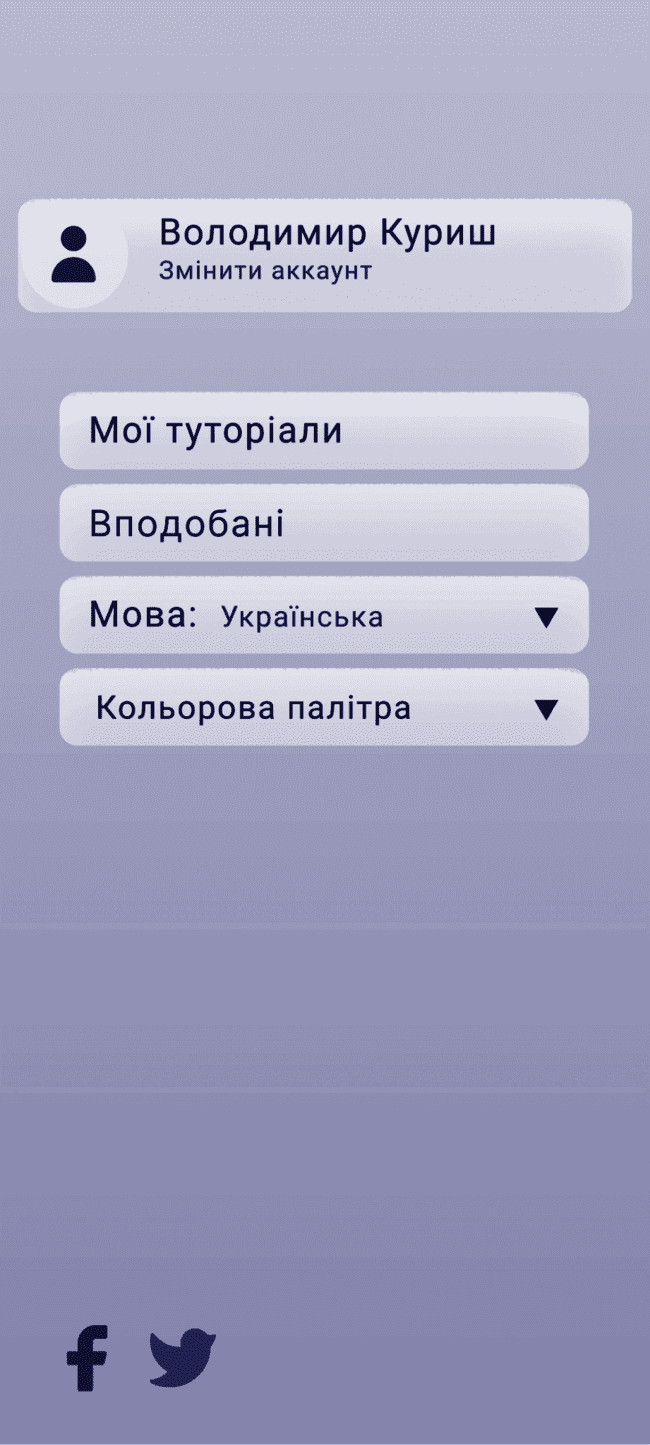 Володимир Куриш
Змінити аккаунт
Мої туторіали
Вподобані
Мова: Українська
Кольорова палітра